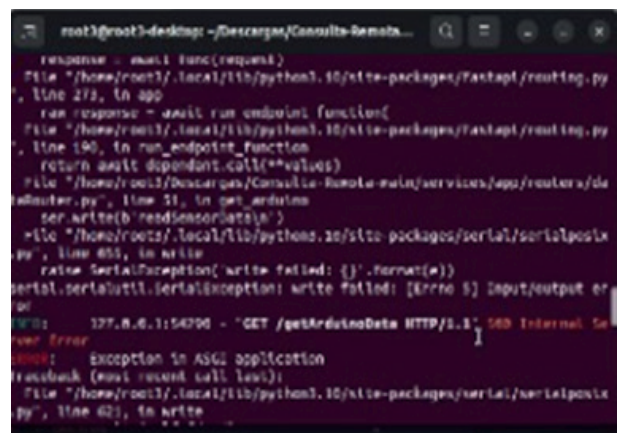 root3@root3-desktop: ~/Descargas/Consulta-Remota...
response = await func(request)
File "/home/root3/.local/lib/python3.10/site-packages/fastapi/routing.py
", line 273, in app
raw response = await run_endpoint_function(
File "/home/root3/.local/lib/python3.10/site-packages/fastapi/routing.py
", line 190, in run_endpoint_function
return await dependant.call(**values)
File "/home/root3/Descargas/Consulta-Remota-main/services/app/routers/da
taRouter.py", line 31, in get_arduino
ser.write(b'readSensorData\n')
File "/home/root3/.local/lib/python3.10/site-packages/serial/serialposix
.py", line 655, in write
raise SerialException('write failed: {}'.format(e))
serial.serialutil.SerialException: write failed: [Errno 5] Input/output er
ror
INFO: 127.0.0.1:54290 - "GET /getArduinoData HTTP/1.1" 500 Internal Se
rver Error
ERROR: Exception in ASGI application
Traceback (most recent call last):
File "/home/root3/.local/lib/python3.10/site-packages/serial/serialposix
.py", line 621, in write